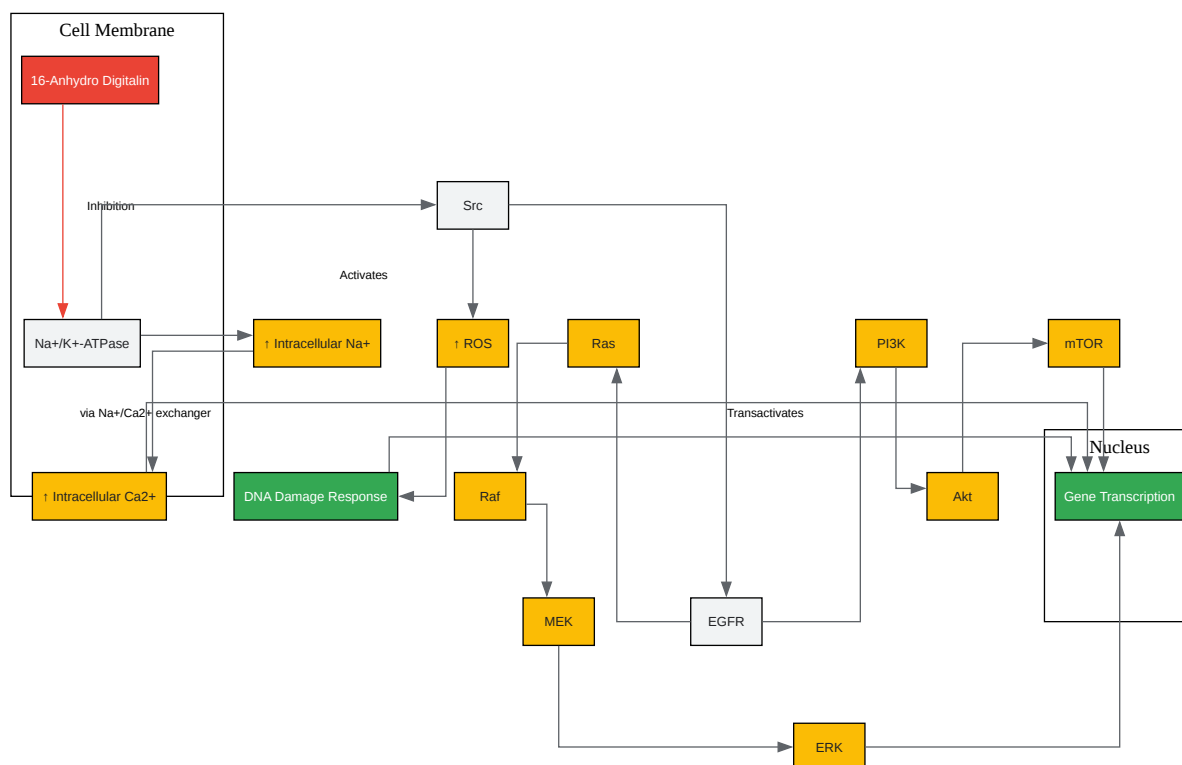 Cell Membrane
16-Anhydro Digitalin
Inhibition
Src
Activates
Na+/K+-ATPase
↑ Intracellular Na+
↑ ROS
Ras
PI3K
mTOR
via Na+/Ca2+ exchanger
Transactivates
Nucleus
↑ Intracellular Ca2+
DNA Damage Response
Raf
Akt
Gene Transcription
MEK
EGFR
ERK